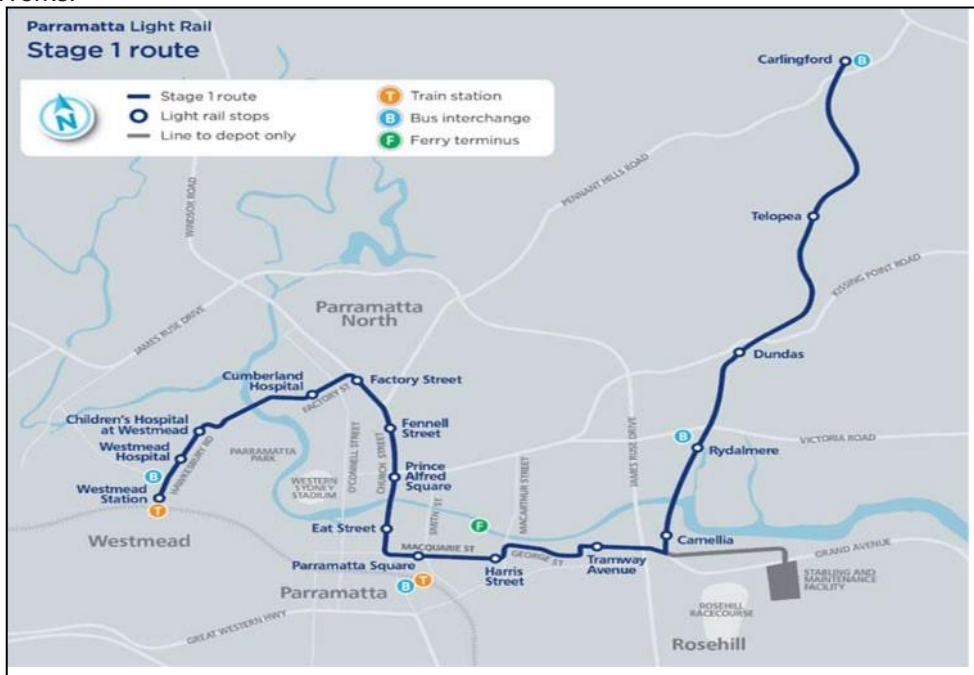 Parramatta Light Rail
Stage 1 route
Stage 1 route
Light rail stops
Line to depot only
Train station
Bus interchange
Ferry terminus
N
T
B
F
Carlingford
B
PENNANT HILLS ROAD
WINDSOR ROAD
Telopea
KISSING POINT ROAD
JAMES RUSE DRIVE
Parramatta
North
Dundas
Cumberland
Hospital
FACTORY ST
Factory Street
Children's Hospital
at Westmead
Fennell
Street
O'CONNELL STREET
CHURCH STREET
JAMES RUSE DRIVE
B
Rydalmere
VICTORIA ROAD
Westmead
Hospital
HAWKESBURY RD
PARRAMATTA
PARK
WESTERN
SYDNEY
STADIUM
Prince
Alfred
Square
MACARTHUR STREET
B
Westmead
Station
T
SMITH ST
F
Eat Street
Westmead
MACQUARIE ST
GEORGE ST
Camellia
GRAND AVENUE
Parramatta Square
Harris
Street
Tramway
Avenue
STABLING AND
MAINTENANCE
FACILITY
B
T
Parramatta
ROSEHILL
RACECOURSE
GREAT WESTERN HWY
Rosehill